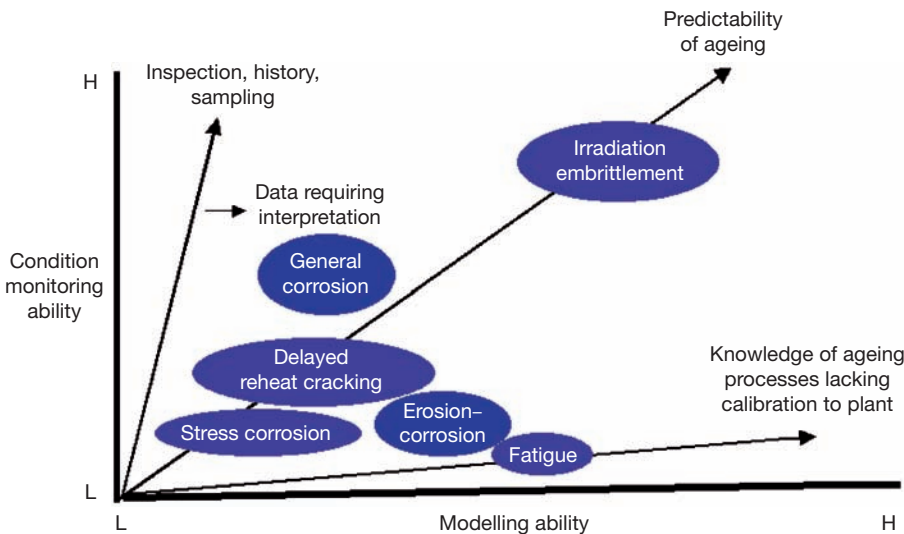 Predictability
of ageing
H
Inspection, history,
sampling
Irradiation
embrittlement
Data requiring
interpretation
General
corrosion
Condition
monitoring
ability
Delayed
reheat cracking
Knowledge of ageing
processes lacking
calibration to plant
Erosion–
corrosion
Stress corrosion
Fatigue
L
L
Modelling ability
H